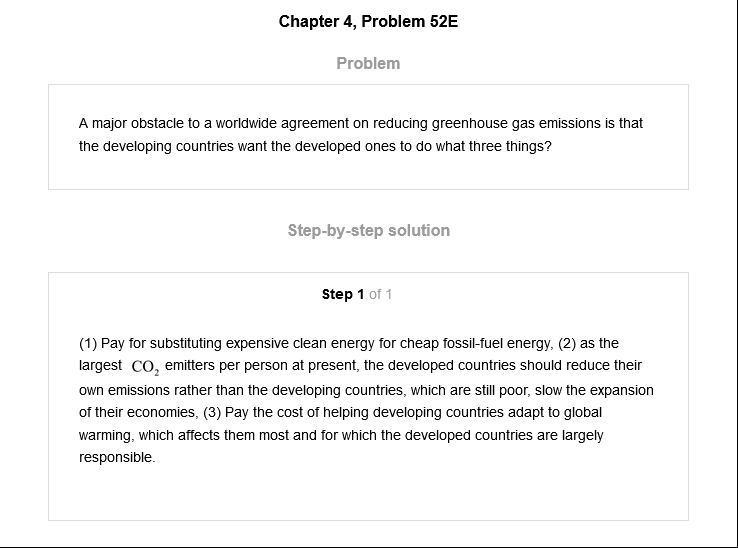 Chapter 4, Problem 52E
Problem
A major obstacle to a worldwide agreement on reducing greenhouse gas emissions is that
the developing countries want the developed ones to do what three things?
Step-by-step solution
Step 1 of 1
(1) Pay for substituting expensive clean energy for cheap fossil-fuel energy, (2) as the
largest CO₂ emitters per person at present, the developed countries should reduce their
own emissions rather than the developing countries, which are still poor, slow the expansion
of their economies, (3) Pay the cost of helping developing countries adapt to global
warming, which affects them most and for which the developed countries are largely
responsible.